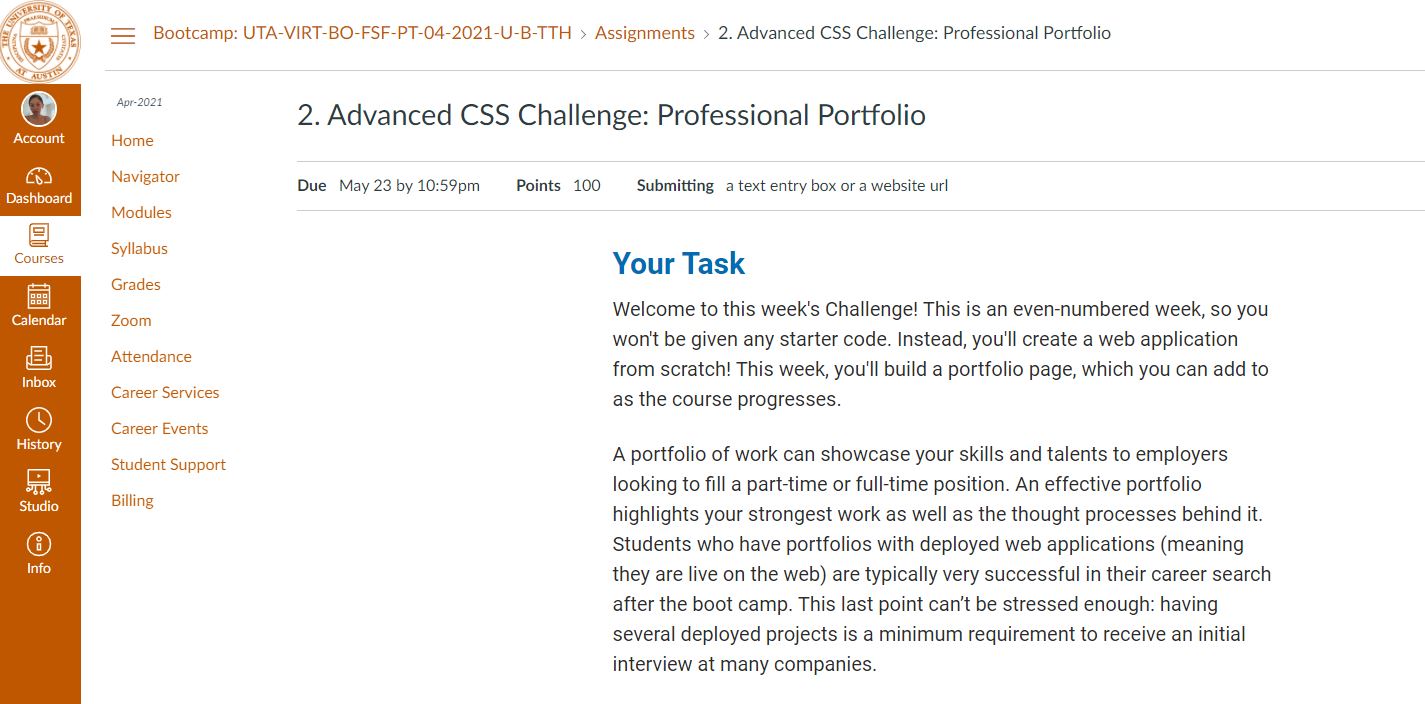 THE UNIVERSITY OF TEXAS
AT AUSTIN
Bootcamp: UTA-VIRT-BO-FSF-PT-04-2021-U-B-TTH > Assignments > 2. Advanced CSS Challenge: Professional Portfolio
Account
Dashboard
Courses
Calendar
Inbox
History
Studio
Info
Apr-2021
Home
Navigator
Modules
Syllabus
Grades
Zoom
Attendance
Career Services
Career Events
Student Support
Billing
2. Advanced CSS Challenge: Professional Portfolio
Due May 23 by 10:59pm Points 100 Submitting a text entry box or a website url
Your Task
Welcome to this week's Challenge! This is an even-numbered week, so you
won't be given any starter code. Instead, you'll create a web application
from scratch! This week, you'll build a portfolio page, which you can add to
as the course progresses.
A portfolio of work can showcase your skills and talents to employers
looking to fill a part-time or full-time position. An effective portfolio
highlights your strongest work as well as the thought processes behind it.
Students who have portfolios with deployed web applications (meaning
they are live on the web) are typically very successful in their career search
after the boot camp. This last point can’t be stressed enough: having
several deployed projects is a minimum requirement to receive an initial
interview at many companies.